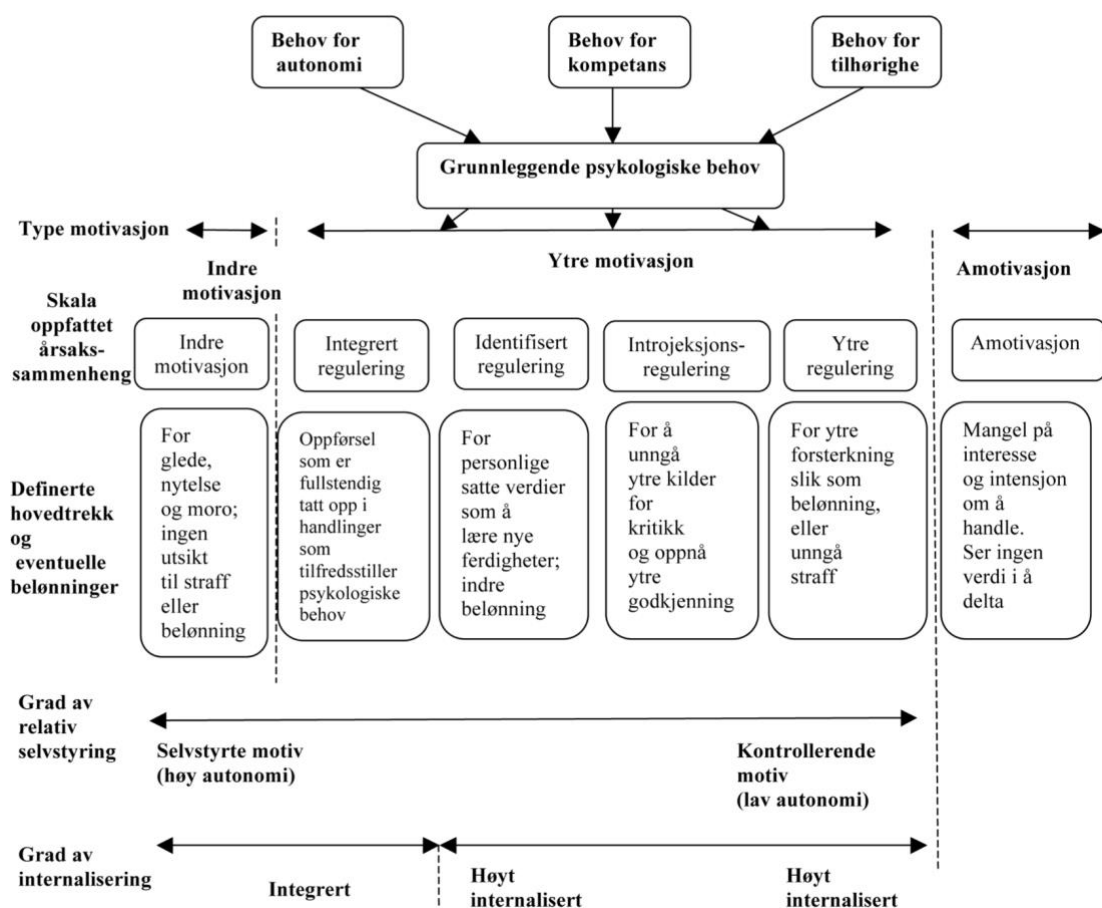 Behov for
autonomi
Behov for
kompetans
Behov for
tilhørighe
Grunnleggende psykologiske behov
Type motivasjon
Indre
motivasjon
Ytre motivasjon
Amotivasjon
Skala
oppfattet
årsaks-
sammenheng
Indre
motivasjon
Integrert
regulering
Identifisert
regulering
Introjeksjons-
regulering
Ytre
regulering
Amotivasjon
Definerte
hovedtrekk
og
eventuelle
belønninger
For
glede,
nytelse
og moro;
ingen
utsikt
til straff
eller
belønning
Oppførsel
som er
fullstendig
tatt opp i
handlinger
som
tilfredsstiller
psykologiske
behov
For
personlige
satte verdier
som å
lære nye
ferdigheter;
indre
belønning
For å
unngå
ytre kilder
for
kritikk
og oppnå
ytre
godkjenning
For ytre
forsterkning
slik som
belønning,
eller
unngå
straff
Mangel på
interesse
og intensjon
om å
handle.
Ser ingen
verdi i å
delta
Grad av
relativ
selvstyring
Selvstyrte motiv
(høy autonomi)
Kontrollerende
motiv
(lav autonomi)
Grad av
internalisering
Integrert
Høyt
internalisert
Høyt
internalisert